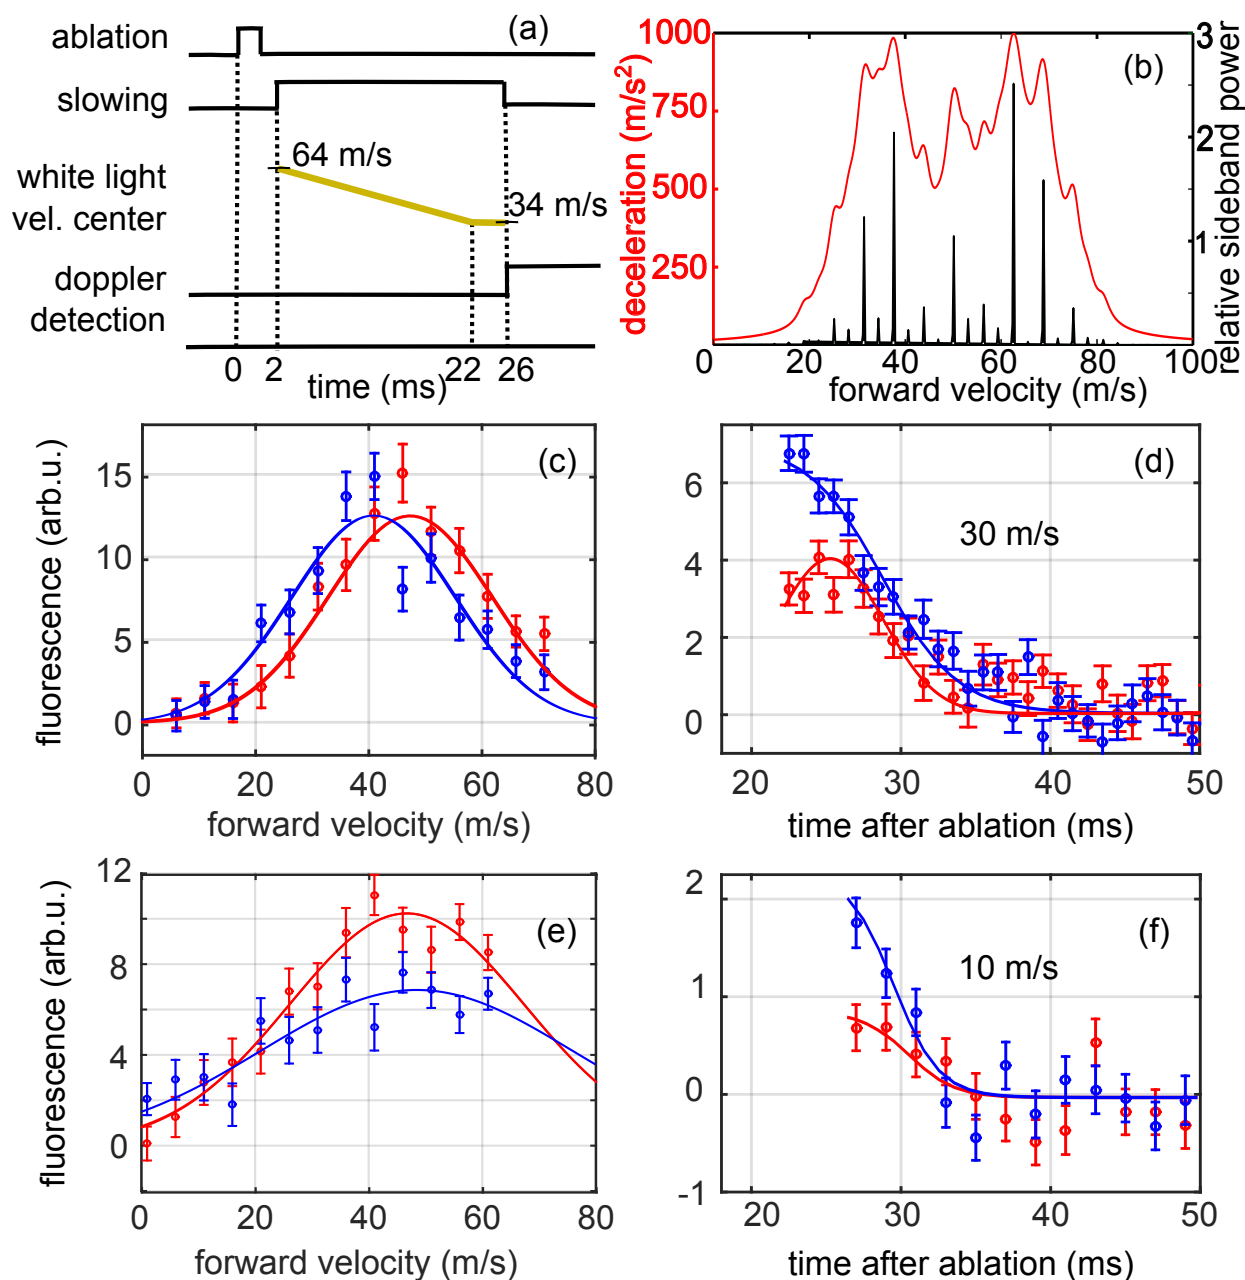 ablation
(a)
slowing
64 m/s
white light
vel. center
34 m/s
doppler
detection
0 2 22 26
time (ms)
(b)
1000 750 500 250
deceleration (m/s²)
3 2 1
relative sideband power
0 20 40 60 80 100
forward velocity (m/s)
(c)
15 10 5 0
fluorescence (arb.u.)
0 20 40 60 80
forward velocity (m/s)
(d)
30 m/s
6 4 2 0
20 30 40 50
time after ablation (ms)
(e)
12 8 4 0
fluorescence (arb.u.)
0 20 40 60 80
forward velocity (m/s)
(f)
10 m/s
2 1 0 -1
20 30 40 50
time after ablation (ms)